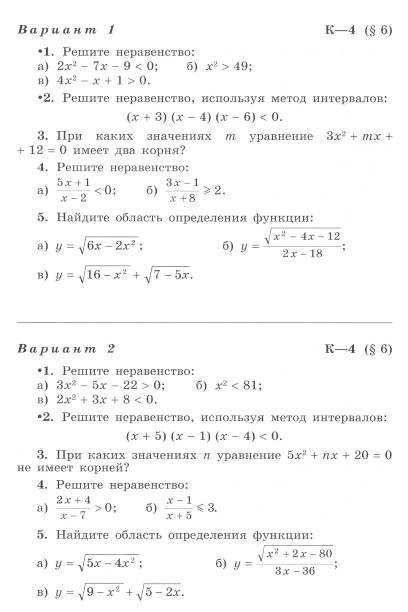 Вариант 1 К—4 (§ 6)
•1. Решите неравенство:
а) 2x² − 7x − 9 < 0; б) x² > 49;
в) 4x² − x + 1 > 0.
•2. Решите неравенство, используя метод интервалов:
(x + 3) (x − 4) (x − 6) < 0.
3. При каких значениях m уравнение 3x² + mx +
+ 12 = 0 имеет два корня?
4. Решите неравенство:
а) (5x + 1)/(x − 2) < 0; б) (3x − 1)/(x + 8) ⩾ 2.
5. Найдите область определения функции:
а) y = √(6x − 2x²); б) y = √(x² − 4x − 12)/(2x − 18);
в) y = √(16 − x²) + √(7 − 5x).
Вариант 2 К—4 (§ 6)
•1. Решите неравенство:
а) 3x² − 5x − 22 > 0; б) x² < 81;
в) 2x² + 3x + 8 < 0.
•2. Решите неравенство, используя метод интервалов:
(x + 5) (x − 1) (x − 4) < 0.
3. При каких значениях n уравнение 5x² + nx + 20 = 0
не имеет корней?
4. Решите неравенство:
а) (2x + 4)/(x − 7) > 0; б) (x − 1)/(x + 5) ⩽ 3.
5. Найдите область определения функции:
а) y = √(5x − 4x²); б) y = √(x² + 2x − 80)/(3x − 36);
в) y = √(9 − x²) + √(5 − 2x).